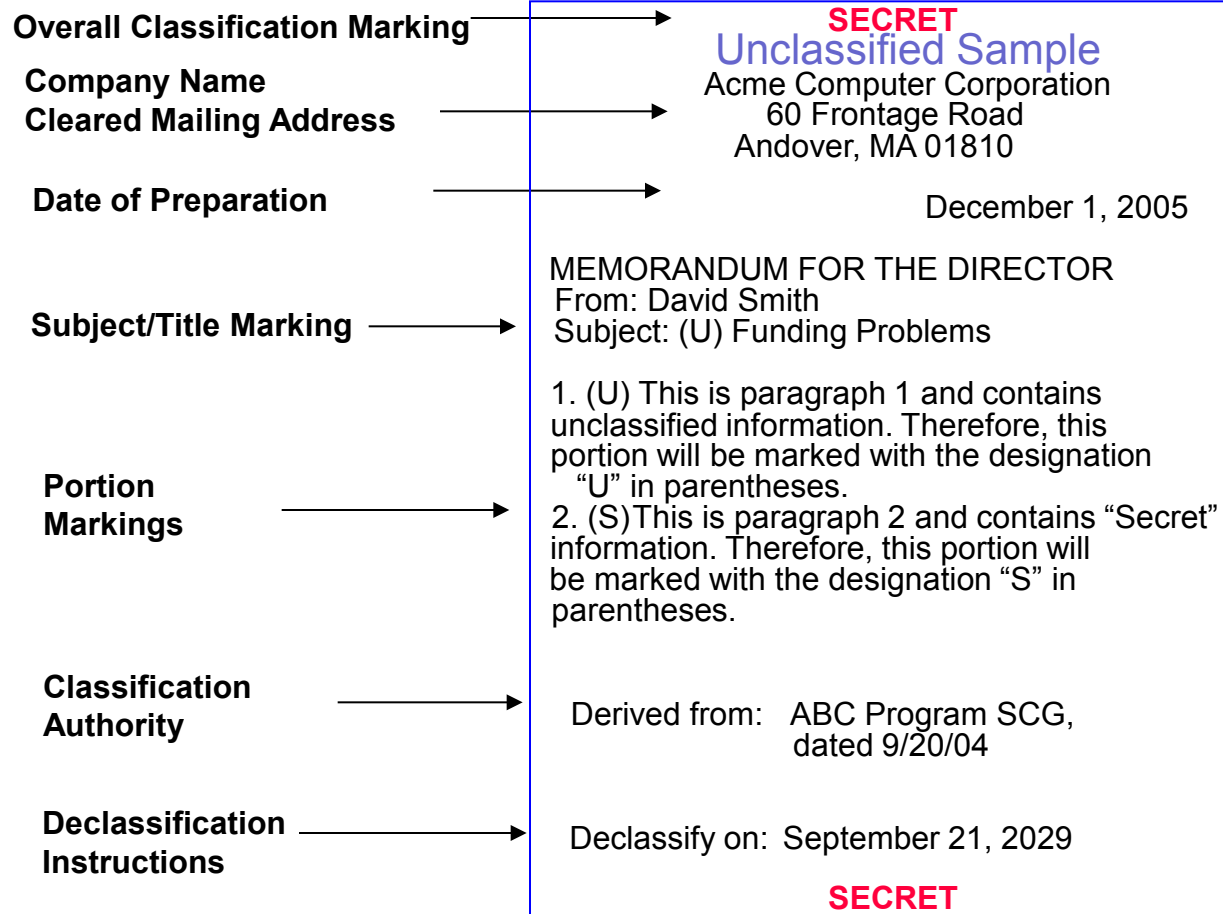 Overall Classification Marking
SECRET
Unclassified Sample
Company Name
Cleared Mailing Address
Acme Computer Corporation
60 Frontage Road
Andover, MA 01810
Date of Preparation
December 1, 2005
MEMORANDUM FOR THE DIRECTOR
From: David Smith
Subject/Title Marking
Subject: (U) Funding Problems
1. (U) This is paragraph 1 and contains
unclassified information. Therefore, this
portion will be marked with the designation
“U” in parentheses.
Portion
Markings
2. (S)This is paragraph 2 and contains “Secret”
information. Therefore, this portion will
be marked with the designation “S” in
parentheses.
Classification
Authority
Derived from: ABC Program SCG,
dated 9/20/04
Declassification
Instructions
Declassify on: September 21, 2029
SECRET